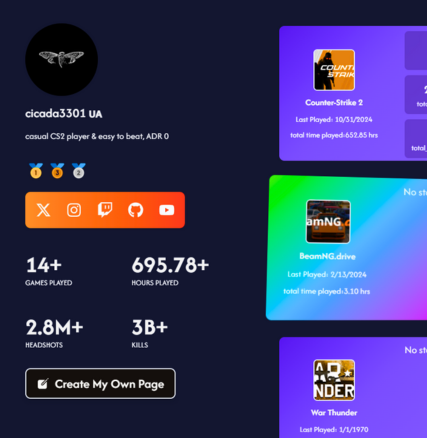 cicada3301 UA
casual CS2 player & easy to beat, ADR 0
1 3 2
14+
GAMES PLAYED
695.78+
HOURS PLAYED
2.8M+
HEADSHOTS
3B+
KILLS
Create My Own Page
COUNT
STRIK
Counter-Strike 2
Last Played: 10/31/2024
total time played:652.85 hrs
No st
amNG
BeamNG.drive
Last Played: 2/13/2024
total time played:3.10 hrs
No st
NDER
War Thunder
Last Played: 1/1/1970